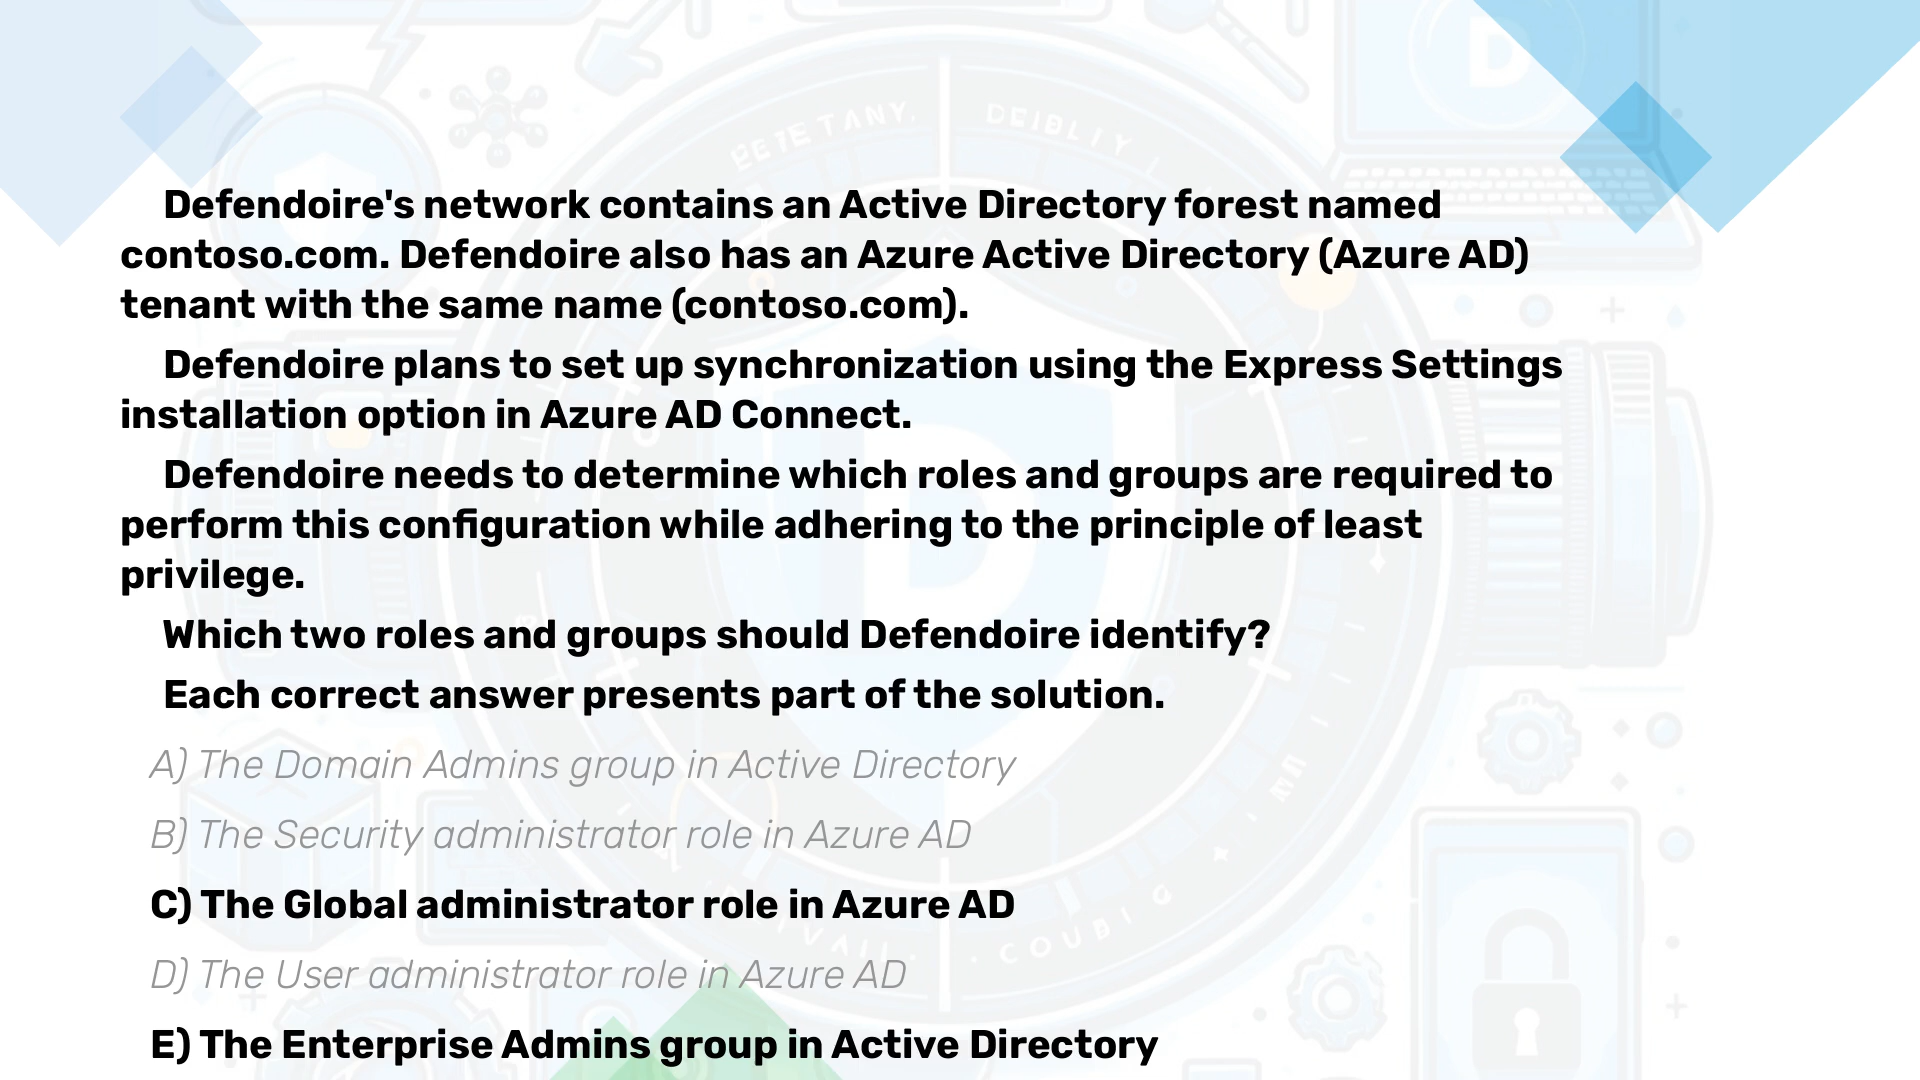 Defendoire's network contains an Active Directory forest named
contoso.com. Defendoire also has an Azure Active Directory (Azure AD)
tenant with the same name (contoso.com).
Defendoire plans to set up synchronization using the Express Settings
installation option in Azure AD Connect.
Defendoire needs to determine which roles and groups are required to
perform this configuration while adhering to the principle of least
privilege.
Which two roles and groups should Defendoire identify?
Each correct answer presents part of the solution.
A) The Domain Admins group in Active Directory
B) The Security administrator role in Azure AD
C) The Global administrator role in Azure AD
D) The User administrator role in Azure AD
E) The Enterprise Admins group in Active Directory